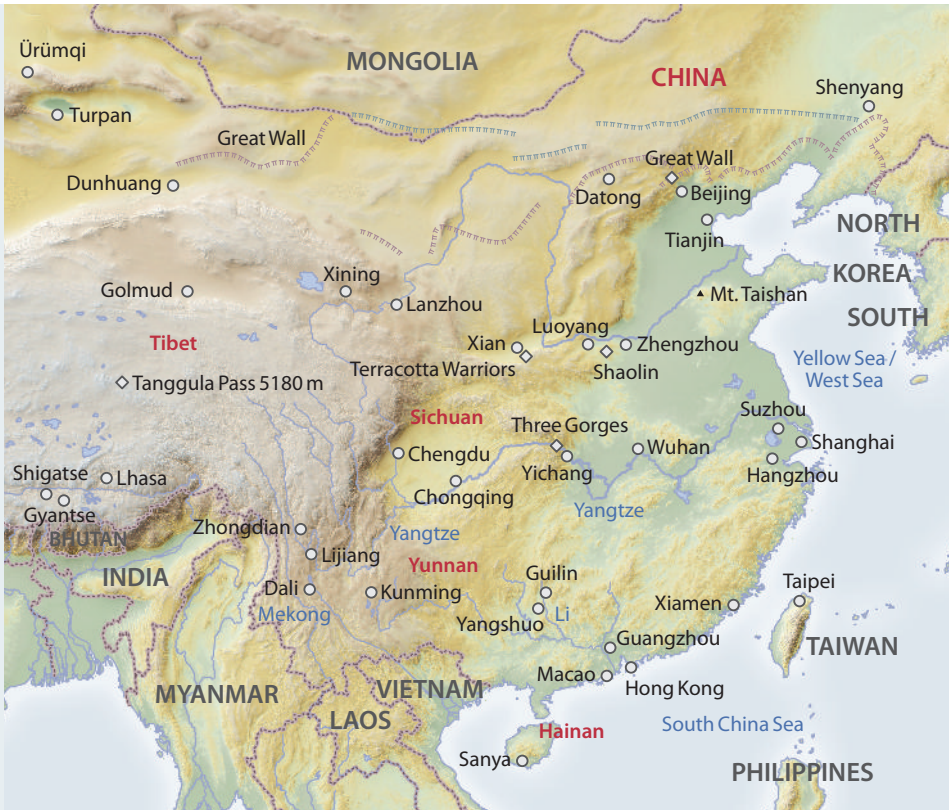 Ürümqi
MONGOLIA
CHINA
Shenyang
Turpan
Great Wall
Great Wall
Dunhuang
Datong
Beijing
Tianjin
NORTH
KOREA
Xining
Golmud
Lanzhou
Mt. Taishan
SOUTH
Tibet
Luoyang
Xian
Zhengzhou
Terracotta Warriors
Shaolin
Yellow Sea /
West Sea
Tanggula Pass 5180 m
Sichuan
Suzhou
Three Gorges
Shanghai
Chengdu
Wuhan
Yichang
Hangzhou
Shigatse
Lhasa
Chongqing
Gyantse
Yangtze
Zhongdian
Yangtze
BHUTAN
Lijiang
INDIA
Yunnan
Guilin
Dali
Kunming
Taipei
Mekong
Li
Xiamen
Yangshuo
Guangzhou
TAIWAN
Macao
Hong Kong
MYANMAR
VIETNAM
LAOS
South China Sea
Hainan
Sanya
PHILIPPINES